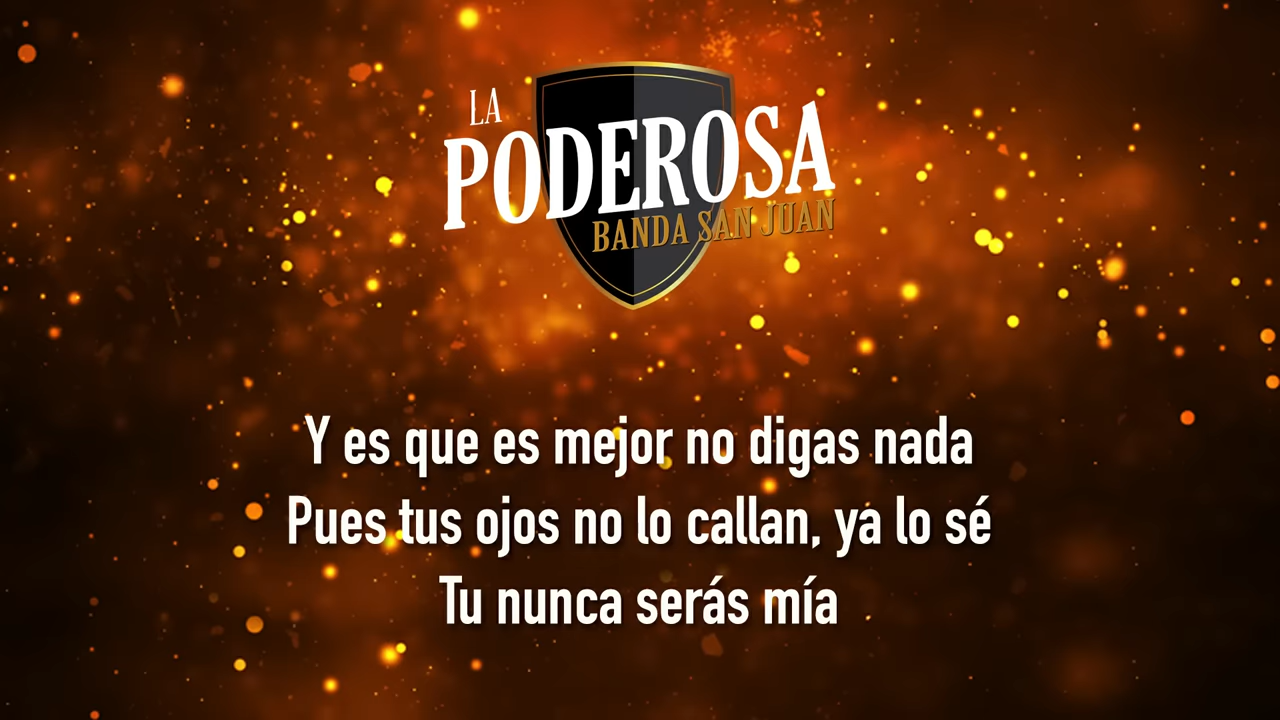 LA
PODEROSA
BANDA SAN JUAN
Y es que es mejor no digas nada
Pues tus ojos no lo callan, ya lo sé
Tu nunca serás mía